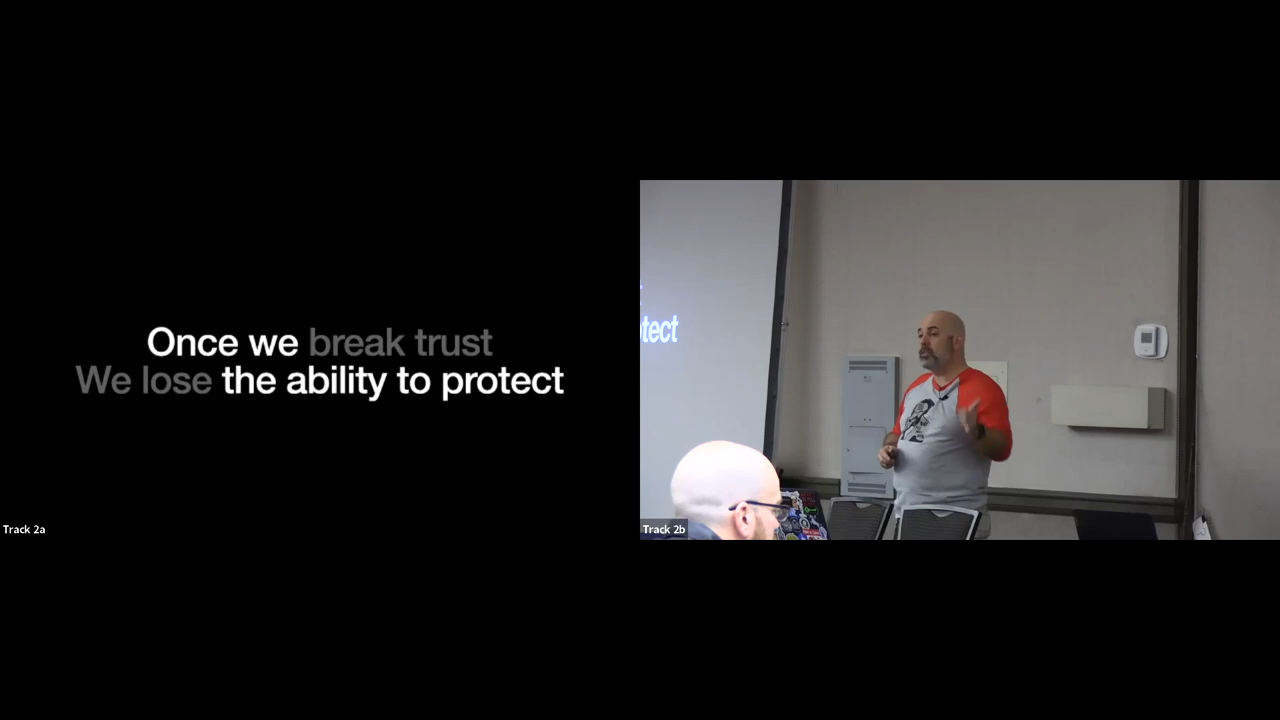 Once we break trust
We lose the ability to protect
Track 2a
tect
Track 2b